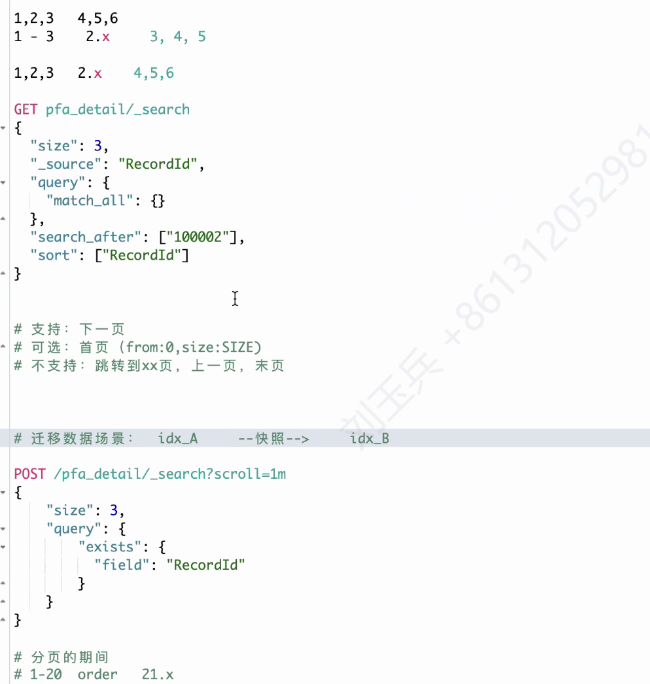 1,2,3   4,5,6
1 - 3    2.x   3, 4, 5
1,2,3   2.x    4,5,6
GET pfa_detail/_search
{
  "size": 3,
  "_source": "RecordId",
  "query": {
    "match_all": {}
  },
  "search_after": ["100002"],
  "sort": ["RecordId"]
}
# 支持: 下一页
# 可选: 首页 (from:0,size:SIZE)
# 不支持: 跳转到xx页, 上一页, 末页
# 迁移数据场景:   idx_A     --快照-->     idx_B
POST /pfa_detail/_search?scroll=1m
{
    "size": 3,
    "query": {
        "exists": {
          "field": "RecordId"
        }
    }
}
# 分页的期间
# 1-20  order   21.x
刘玉兵 +861312052981